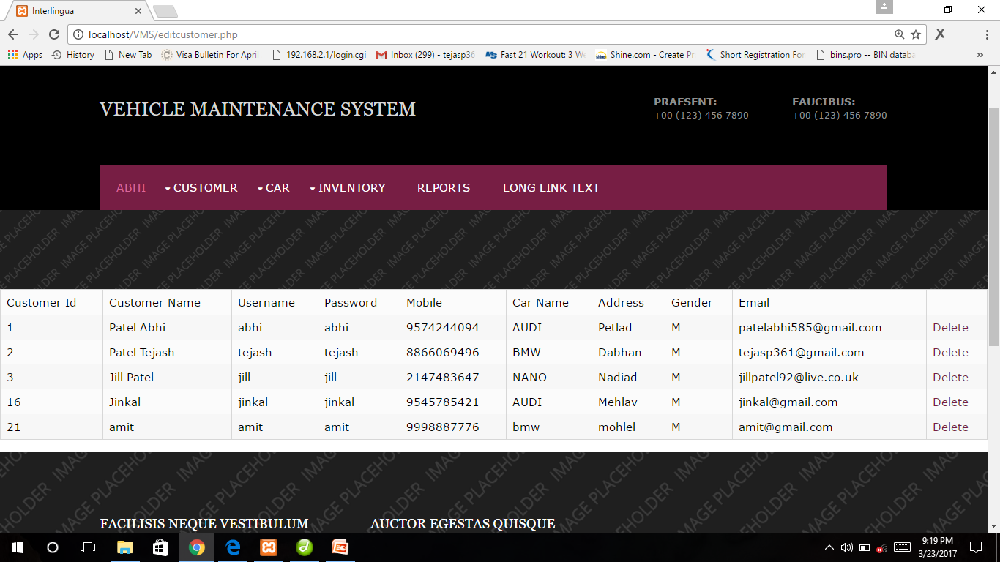 Interlingua
localhost/VMS/editcustomer.php
Apps History New Tab Visa Bulletin For April 192.168.2.1/login.cgi Inbox (299) - tejasp36 Fast 21 Workout: 3 We Shine.com - Create Pr Short Registration For bins.pro -- BIN databa »
VEHICLE MAINTENANCE SYSTEM
PRAESENT: FAUCIBUS:
+00 (123) 456 7890 +00 (123) 456 7890
ABHI CUSTOMER CAR INVENTORY REPORTS LONG LINK TEXT
IMAGE PLACEHOLDER
Customer Id Customer Name Username Password Mobile Car Name Address Gender Email
1 Patel Abhi abhi abhi 9574244094 AUDI Petlad M patelabhi585@gmail.com Delete
2 Patel Tejash tejash tejash 8866069496 BMW Dabhan M tejasp361@gmail.com Delete
3 Jill Patel jill jill 2147483647 NANO Nadiad M jillpatel92@live.co.uk Delete
16 Jinkal jinkal jinkal 9545785421 AUDI Mehlav M jinkal@gmail.com Delete
21 amit amit amit 9998887776 bmw mohlel M amit@gmail.com Delete
IMAGE PLACEHOLDER
FACILISIS NEQUE VESTIBULUM AUCTOR EGESTAS QUISQUE
9:19 PM
3/23/2017